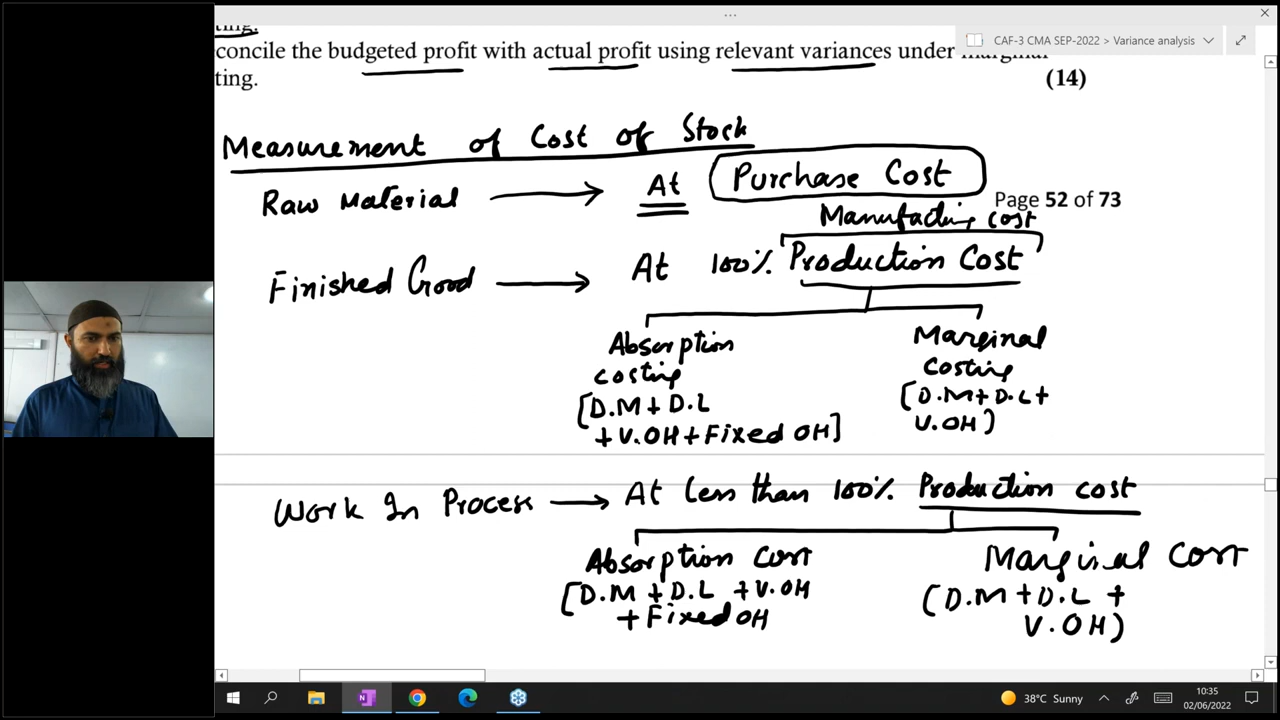 ting.
CAF-3 CMA SEP-2022 > Variance analysis
concile the budgeted profit with actual profit using relevant variances under marginal
ting.
(14)
Measurement of Cost of Stock
Raw Material → At Purchase Cost
Page 52 of 73
Manufacting cost
Finished Good → At 100% Production Cost
Absorption costing
[D.M + D.L
+ V.OH + Fixed OH]
Marginal costing
[D.M + D.L +
V.OH)
Work In Process → At less than 100% Production cost
Absorption cost
[D.M + D.L + V.OH
+ Fixed OH
Marginal Cost
(D.M + D.L +
V.OH)
38°C Sunny
10:35
02/06/2022